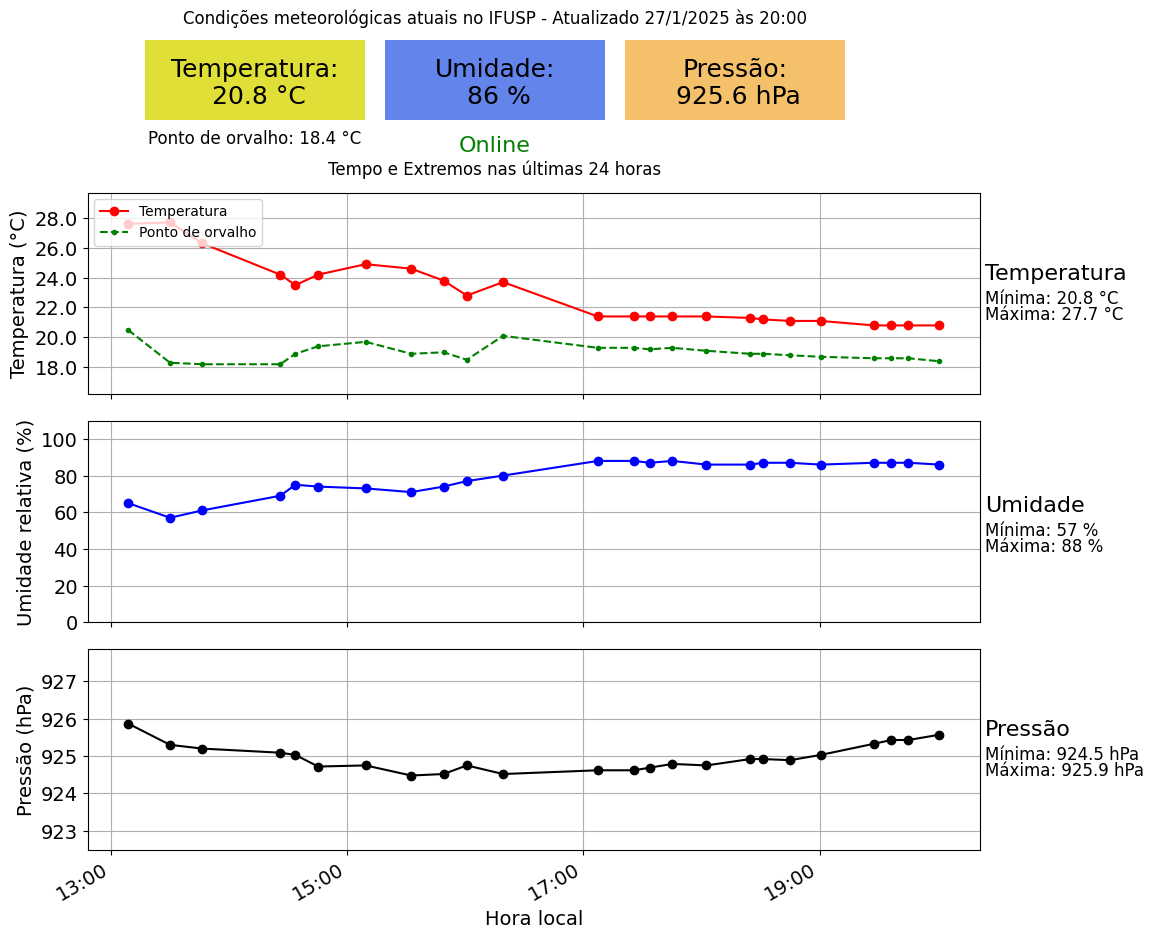 Condições meteorológicas atuais no IFUSP - Atualizado 27/1/2025 às 20:00
Temperatura:
20.8 °C
Umidade:
86 %
Pressão:
925.6 hPa
Ponto de orvalho: 18.4 °C
Online
Tempo e Extremos nas últimas 24 horas
Temperatura (°C)
28.0
26.0
24.0
22.0
20.0
18.0
Temperatura
Ponto de orvalho
Temperatura
Mínima: 20.8 °C
Máxima: 27.7 °C
Umidade relativa (%)
100
80
60
40
20
0
Umidade
Mínima: 57 %
Máxima: 88 %
Pressão (hPa)
927
926
925
924
923
Pressão
Mínima: 924.5 hPa
Máxima: 925.9 hPa
13:00
15:00
17:00
19:00
Hora local